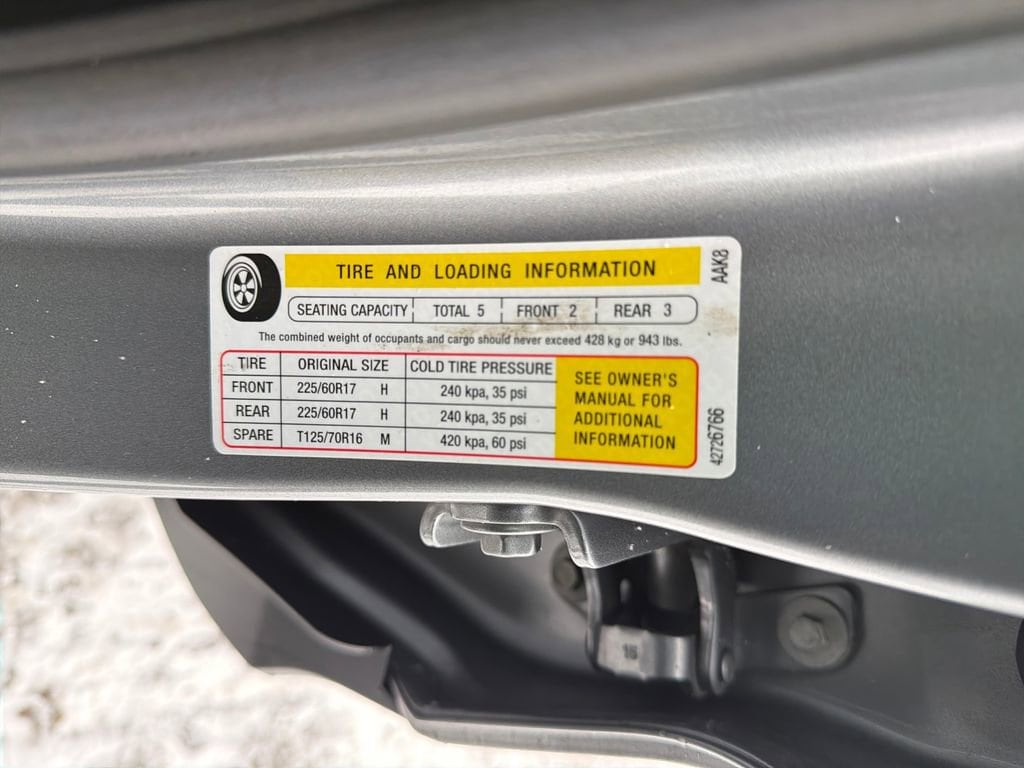 TIRE AND LOADING INFORMATION
AAK8
SEATING CAPACITY TOTAL 5 FRONT 2 REAR 3
The combined weight of occupants and cargo should never exceed 428 kg or 943 lbs.
TIRE ORIGINAL SIZE COLD TIRE PRESSURE
FRONT 225/60R17 H 240 kpa, 35 psi
REAR 225/60R17 H 240 kpa, 35 psi
SPARE T125/70R16 M 420 kpa, 60 psi
SEE OWNER'S
MANUAL FOR
ADDITIONAL
INFORMATION
42726766
16